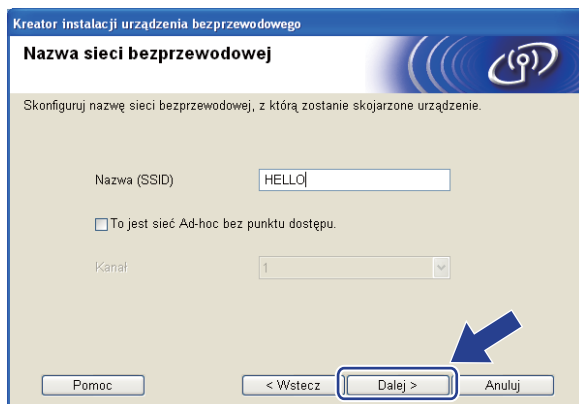 Kreator instalacji urządzenia bezprzewodowego
Nazwa sieci bezprzewodowej
Skonfiguruj nazwę sieci bezprzewodowej, z którą zostanie skojarzone urządzenie.
Nazwa (SSID) HELLO
To jest sieć Ad-hoc bez punktu dostępu.
Kanał 1
Pomoc < Wstecz Dalej > Anuluj